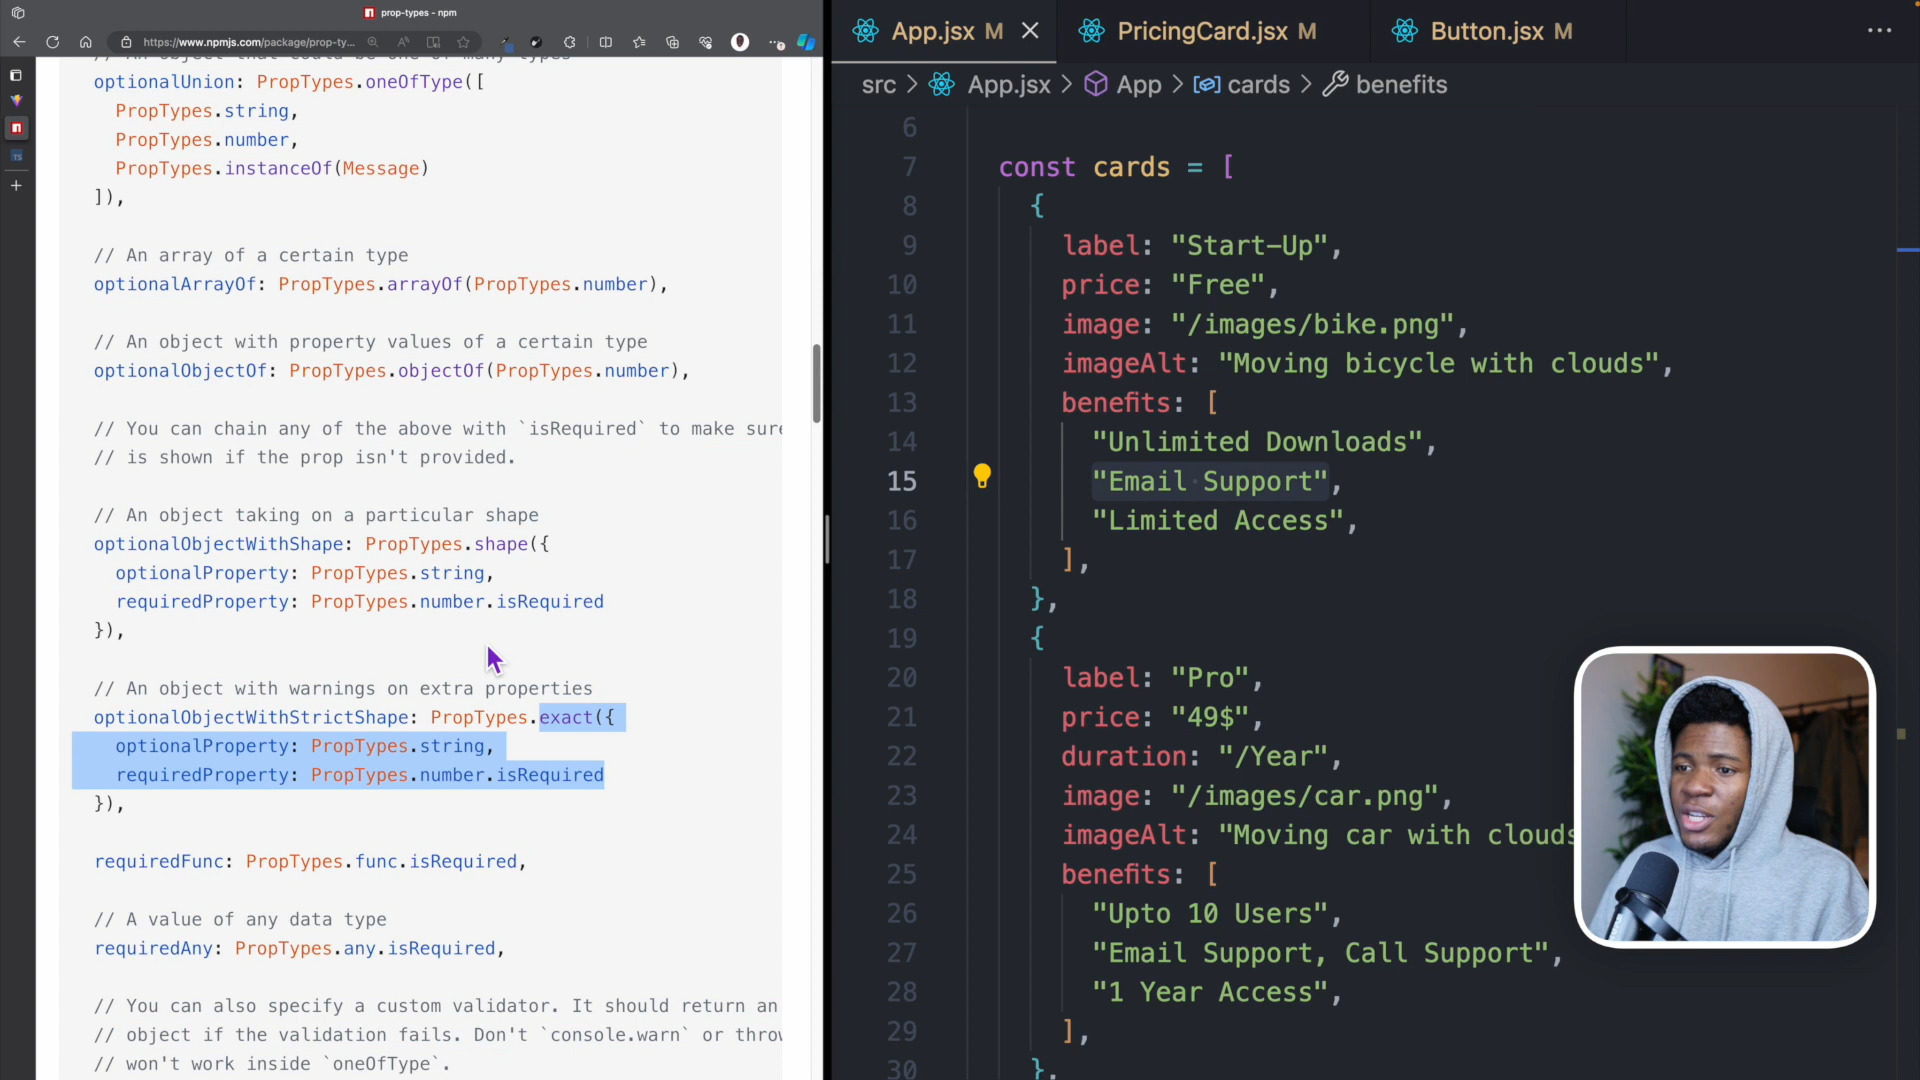 prop-types - npm
https://www.npmjs.com/package/prop-ty...
optionalUnion: PropTypes.oneOfType([
PropTypes.string,
PropTypes.number,
PropTypes.instanceOf(Message)
]),
// An array of a certain type
optionalArrayOf: PropTypes.arrayOf(PropTypes.number),
// An object with property values of a certain type
optionalObjectOf: PropTypes.objectOf(PropTypes.number),
// You can chain any of the above with `isRequired` to make sure
// is shown if the prop isn't provided.
// An object taking on a particular shape
optionalObjectWithShape: PropTypes.shape({
optionalProperty: PropTypes.string,
requiredProperty: PropTypes.number.isRequired
}),
// An object with warnings on extra properties
optionalObjectWithStrictShape: PropTypes.exact({
optionalProperty: PropTypes.string,
requiredProperty: PropTypes.number.isRequired
}),
requiredFunc: PropTypes.func.isRequired,
// A value of any data type
requiredAny: PropTypes.any.isRequired,
// You can also specify a custom validator. It should return an
// object if the validation fails. Don't `console.warn` or throw
// won't work inside `oneOfType`.
App.jsx M
PricingCard.jsx M
Button.jsx M
src > App.jsx > App > cards > benefits
6
7 const cards = [
8 {
9 label: "Start-Up",
10 price: "Free",
11 image: "/images/bike.png",
12 imageAlt: "Moving bicycle with clouds",
13 benefits: [
14 "Unlimited Downloads",
15 "Email Support",
16 "Limited Access",
17 ],
18 },
19 {
20 label: "Pro",
21 price: "49$",
22 duration: "/Year",
23 image: "/images/car.png",
24 imageAlt: "Moving car with clouds
25 benefits: [
26 "Upto 10 Users",
27 "Email Support, Call Support",
28 "1 Year Access",
29 ],
30 },